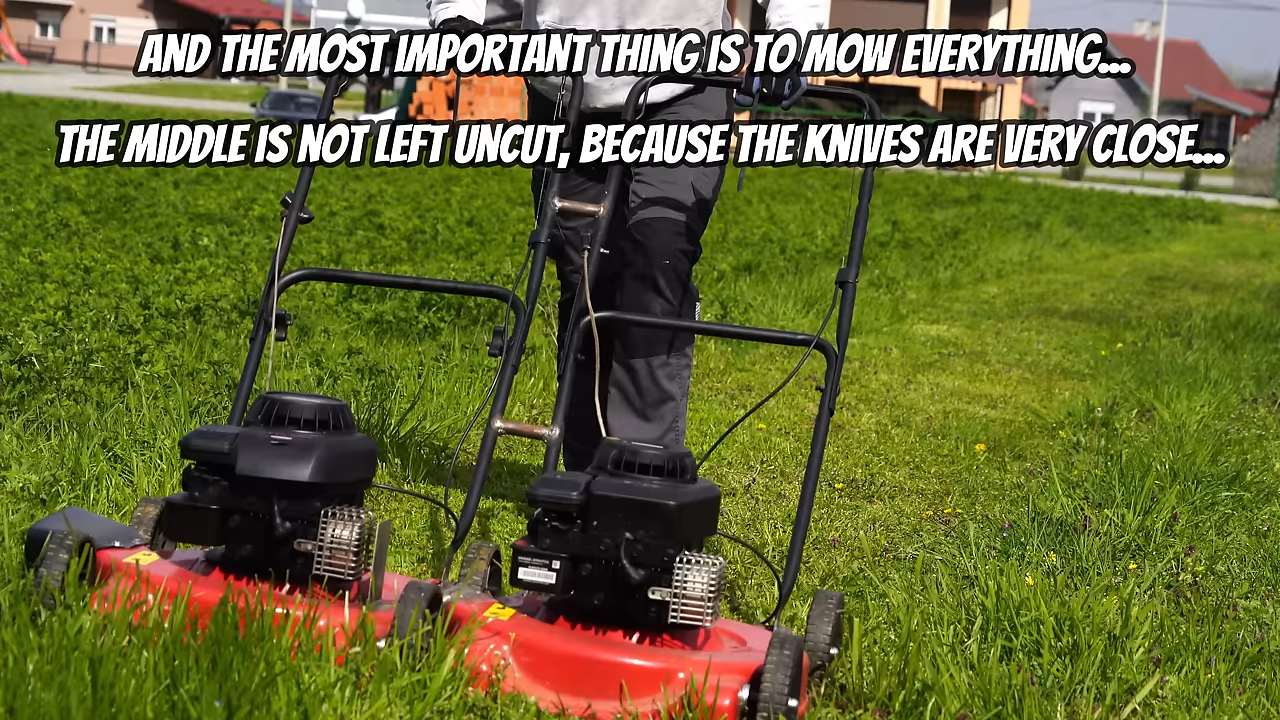 AND THE MOST IMPORTANT THING IS TO MOW EVERYTHING...
THE MIDDLE IS NOT LEFT UNCUT, BECAUSE THE KNIVES ARE VERY CLOSE...